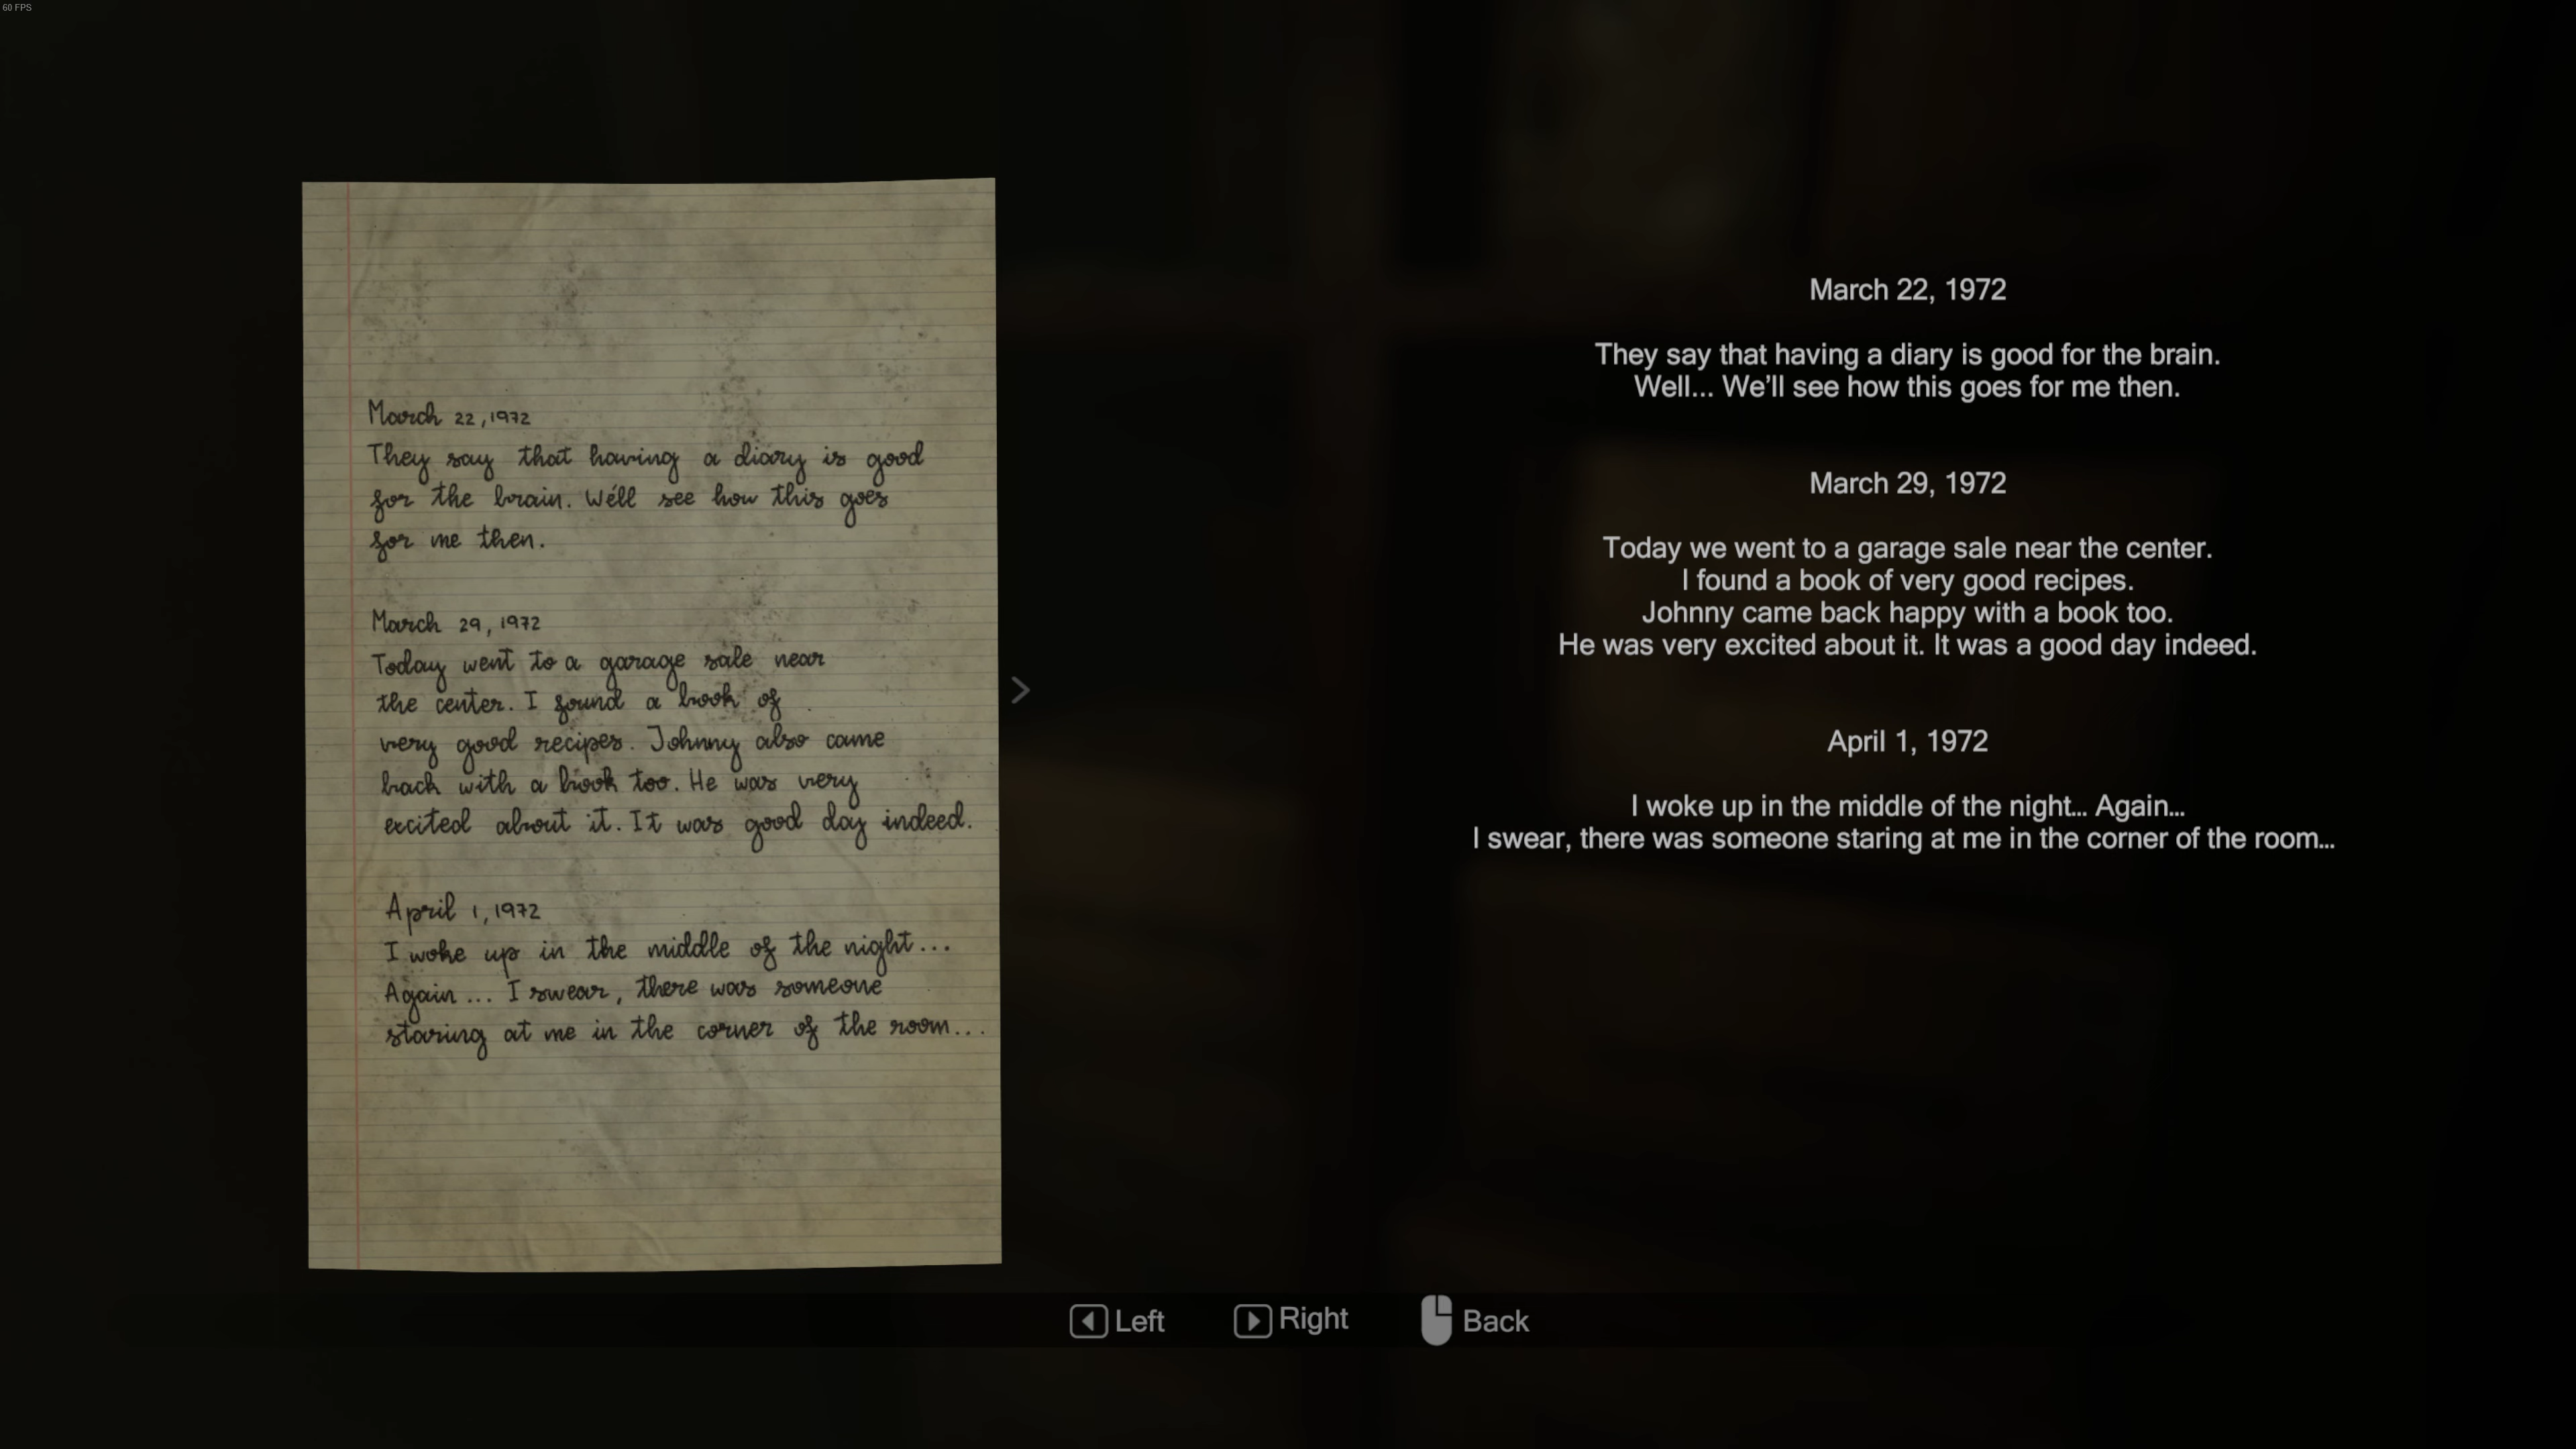 60 FPS
March 22, 1972
They say that having a diary is good
for the brain. We'll see how this goes
for me then.
March 29, 1972
Today went to a garage sale near
the center. I found a book of
very good recipes. Johnny also came
back with a book too. He was very
excited about it. It was good day indeed.
April 1, 1972
I woke up in the middle of the night...
Again... I swear, there was someone
staring at me in the corner of the room...
March 22, 1972
They say that having a diary is good for the brain.
Well... We'll see how this goes for me then.
March 29, 1972
Today we went to a garage sale near the center.
I found a book of very good recipes.
Johnny came back happy with a book too.
He was very excited about it. It was a good day indeed.
April 1, 1972
I woke up in the middle of the night... Again...
I swear, there was someone staring at me in the corner of the room...
Left Right Back